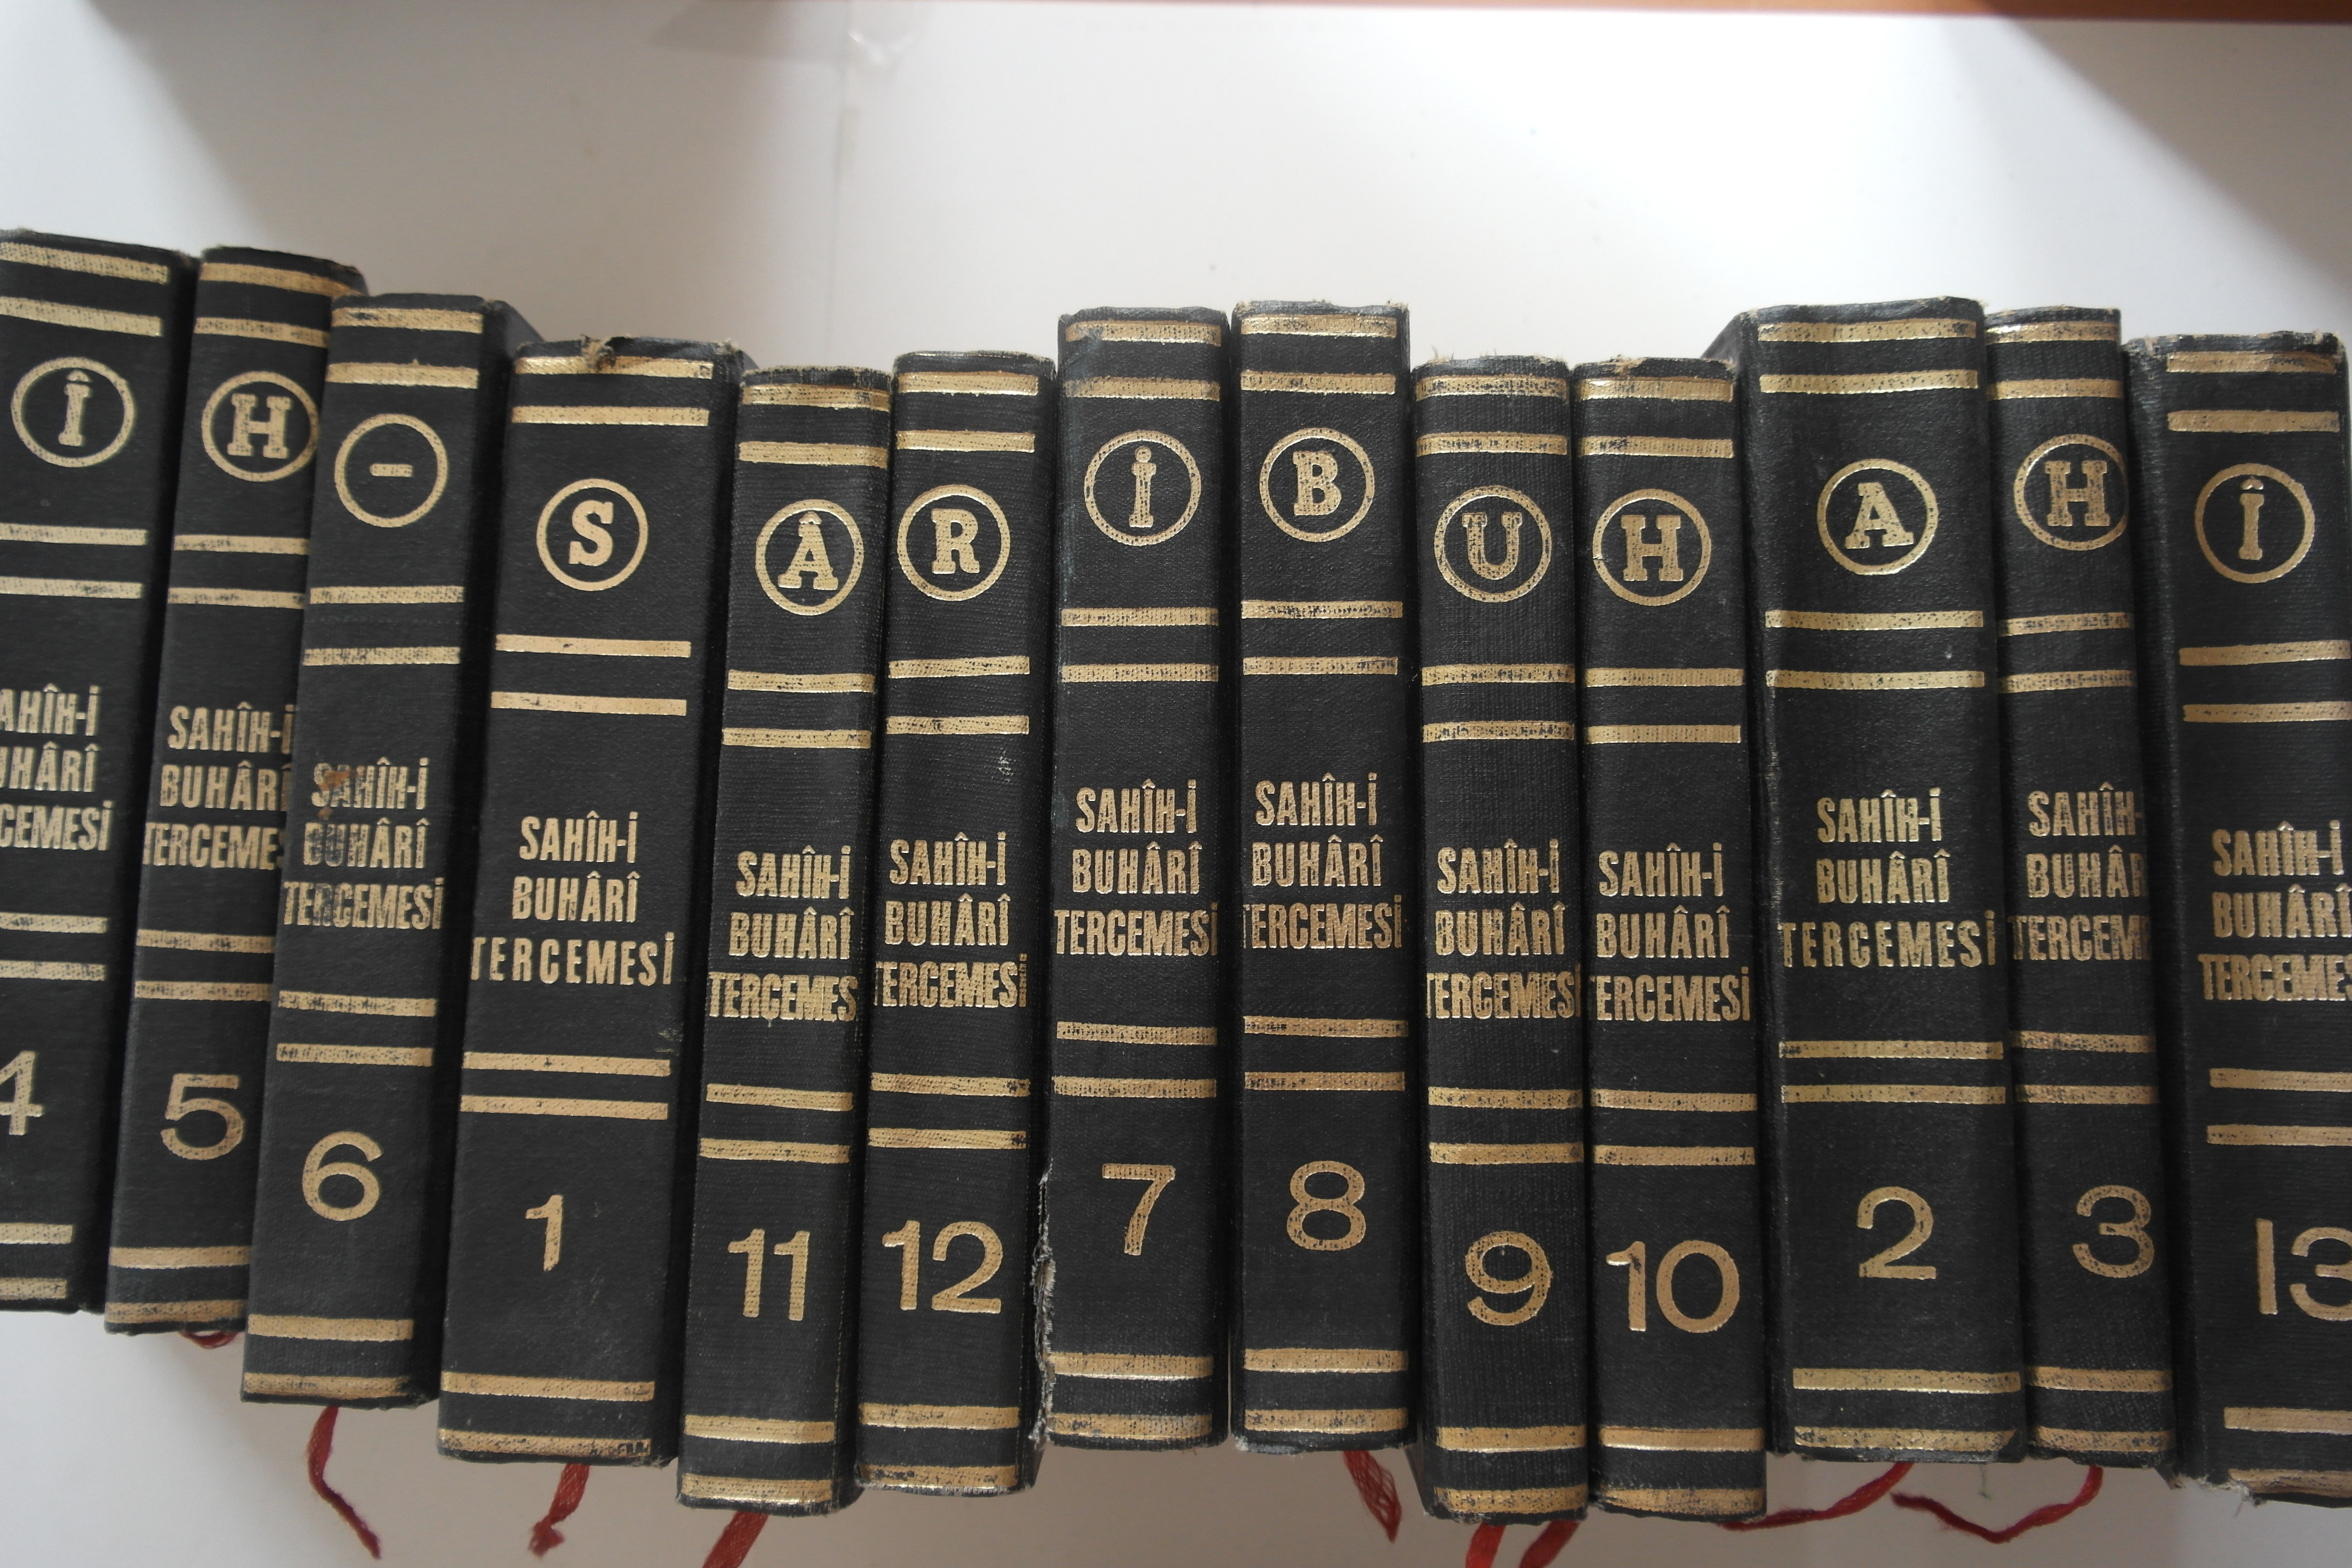 Î
AHÎH-İ
UHÂRÎ
CEMESİ
4
H
SAHÎH-İ
BUHÂRÎ
TERCEMES
5
-
SAHÎH-İ
BUHÂRÎ
TERCEMESİ
6
S
SAHÎH-İ
BUHÂRÎ
TERCEMESİ
1
Â
SAHÎH-İ
BUHÂRÎ
TERCEMES
11
R
SAHÎH-İ
BUHÂRÎ
TERCEMESİ
12
İ
SAHÎH-İ
BUHÂRÎ
TERCEMESİ
7
B
SAHÎH-İ
BUHÂRÎ
TERCEMESİ
8
U
SAHÎH-İ
BUHÂRÎ
TERCEMESİ
9
H
SAHÎH-İ
BUHÂRÎ
TERCEMESİ
10
A
SAHÎH-İ
BUHÂRÎ
TERCEMESİ
2
H
SAHÎH-
BUHÂR
TERCEM
3
Î
SAHÎH-İ
BUHÂRÎ
TERCEMES
13